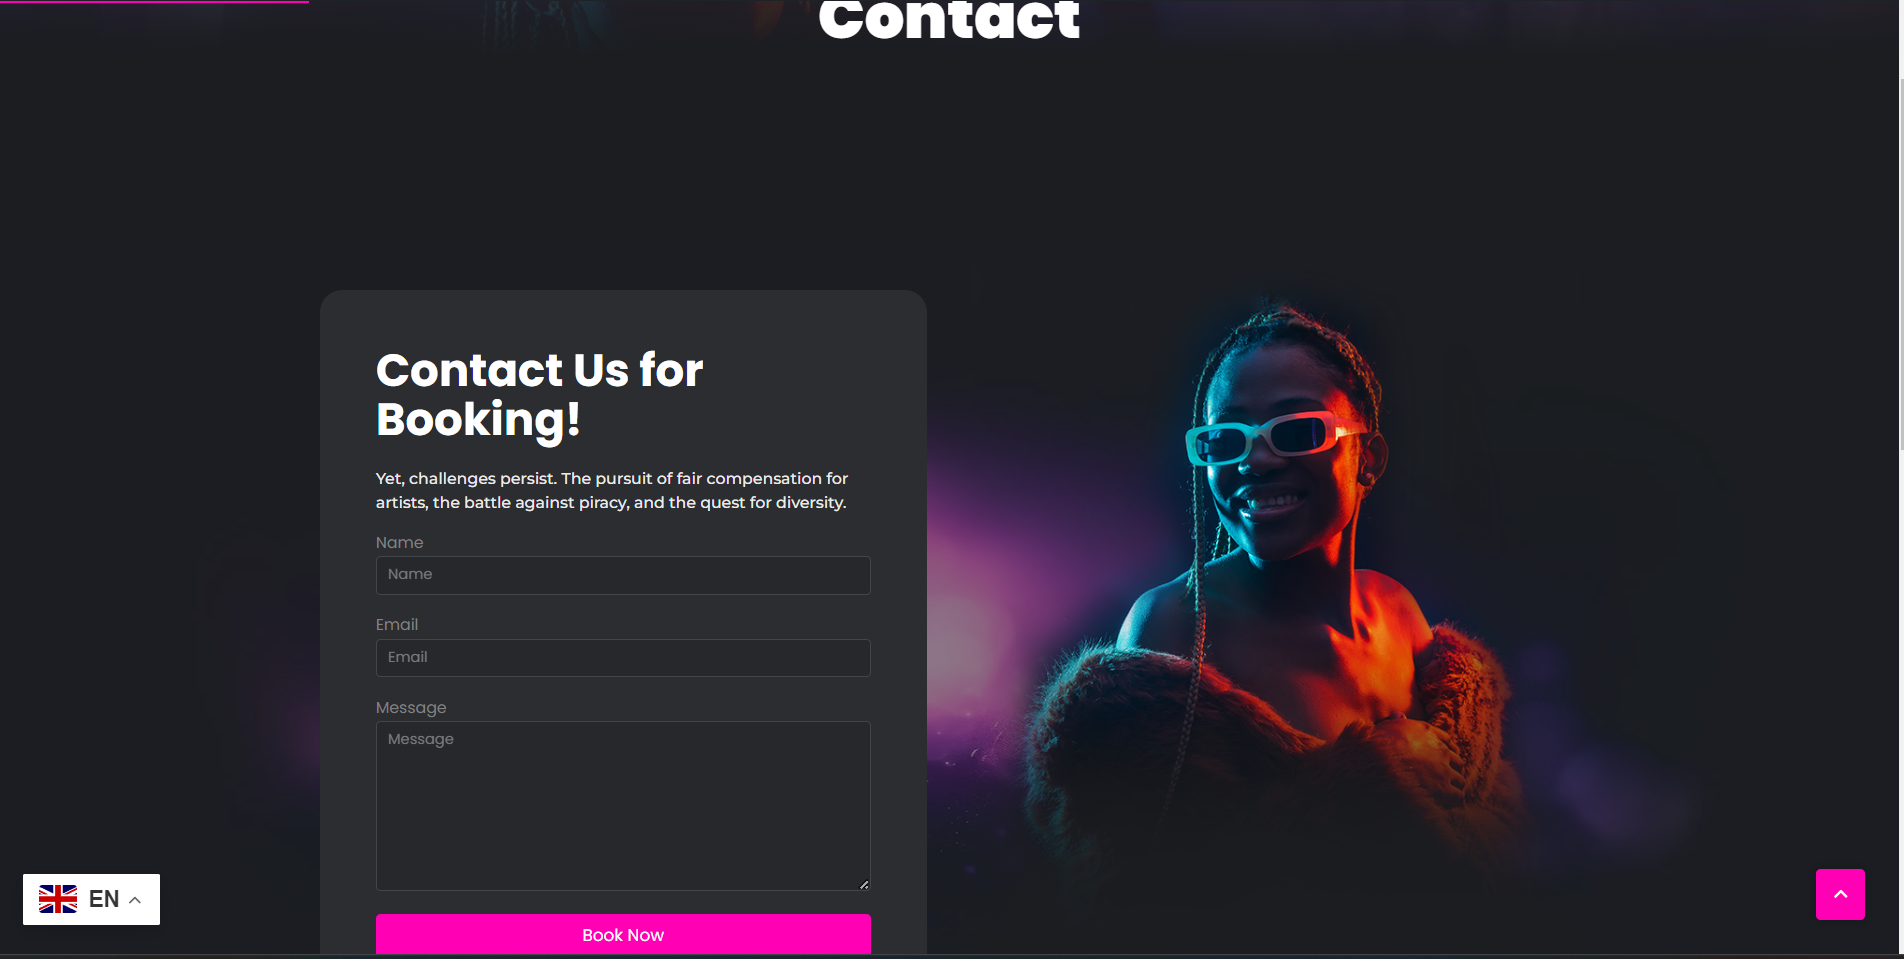 Contact
Contact Us for
Booking!
Yet, challenges persist. The pursuit of fair compensation for
artists, the battle against piracy, and the quest for diversity.
Name
Name
Email
Email
Message
Message
Book Now
EN